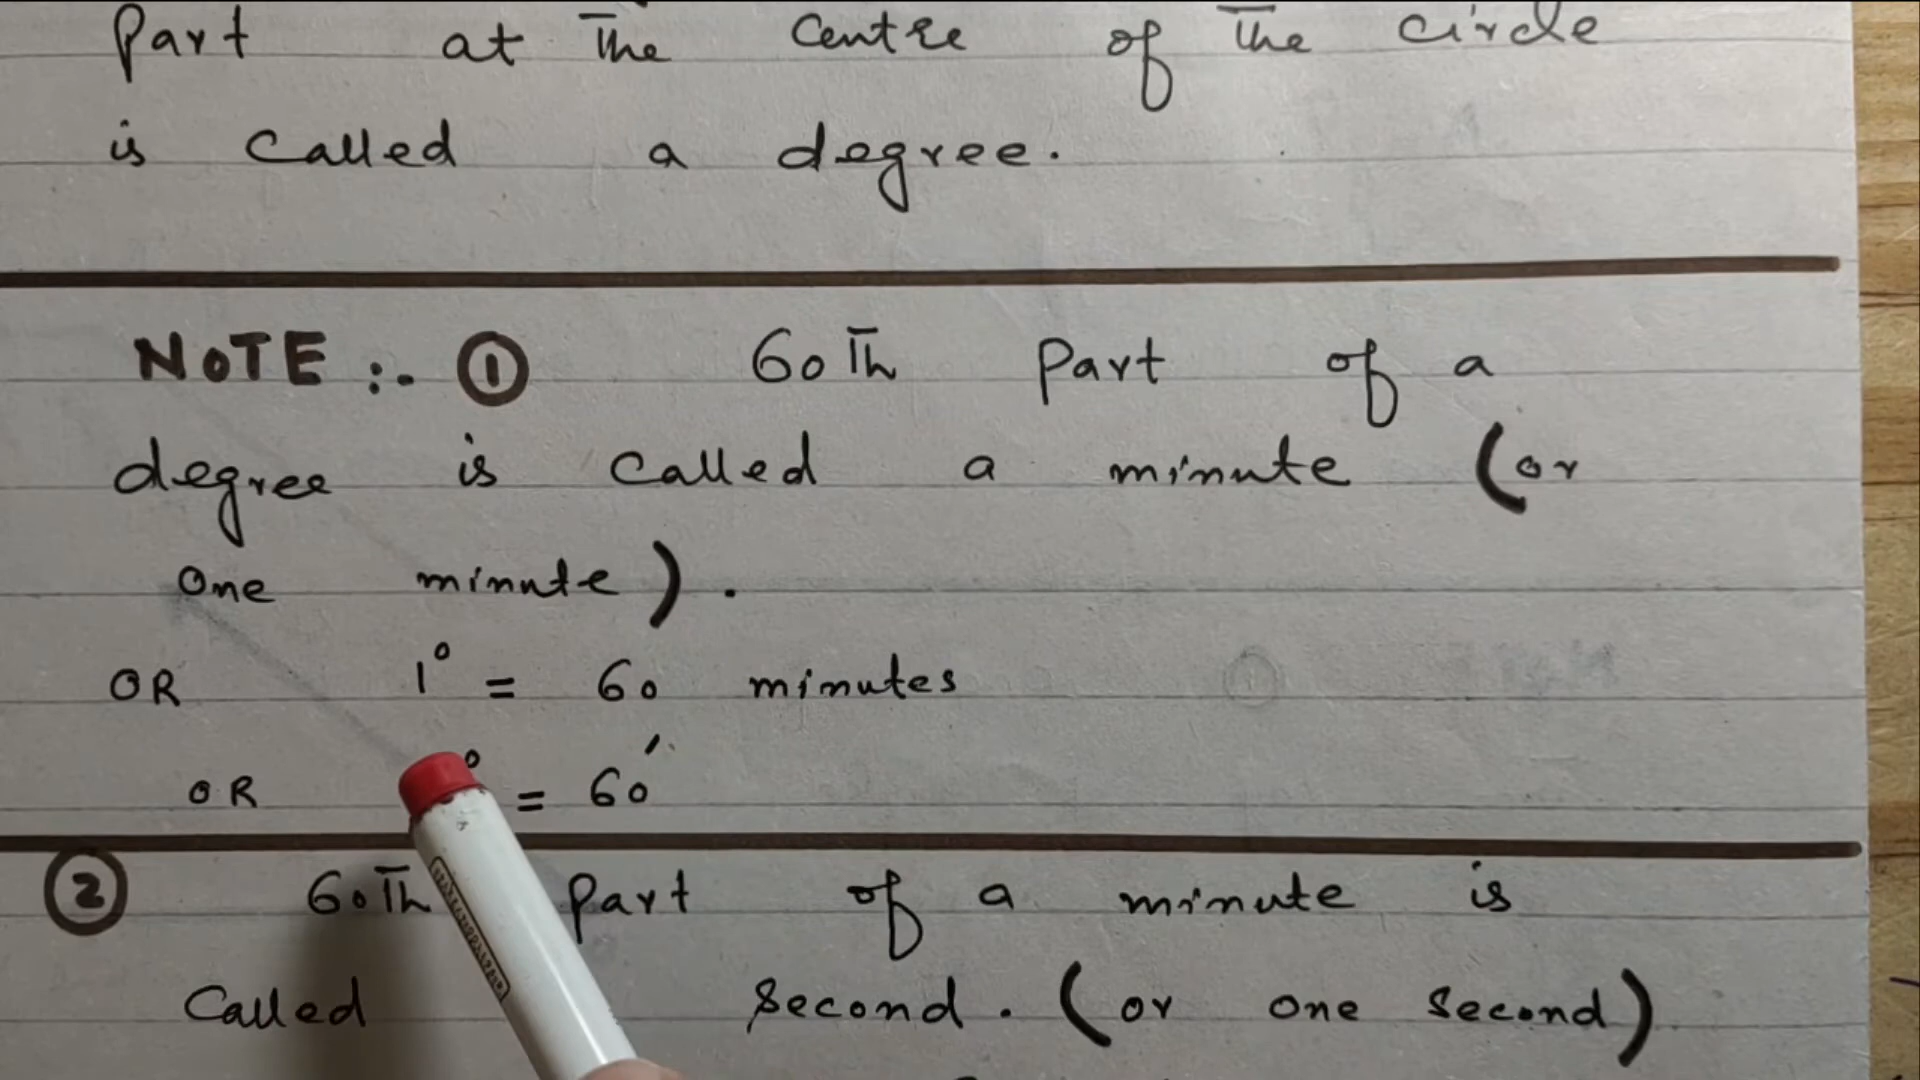 Part at The Centre of The Circle
is Called a degree.
NOTE :- ① 60Th Part of a
degree is Called a minute (or
One minute).
OR 1° = 60 minutes
OR ° = 60′
② 60Th Part of a minute is
Called Second. (or one Second)